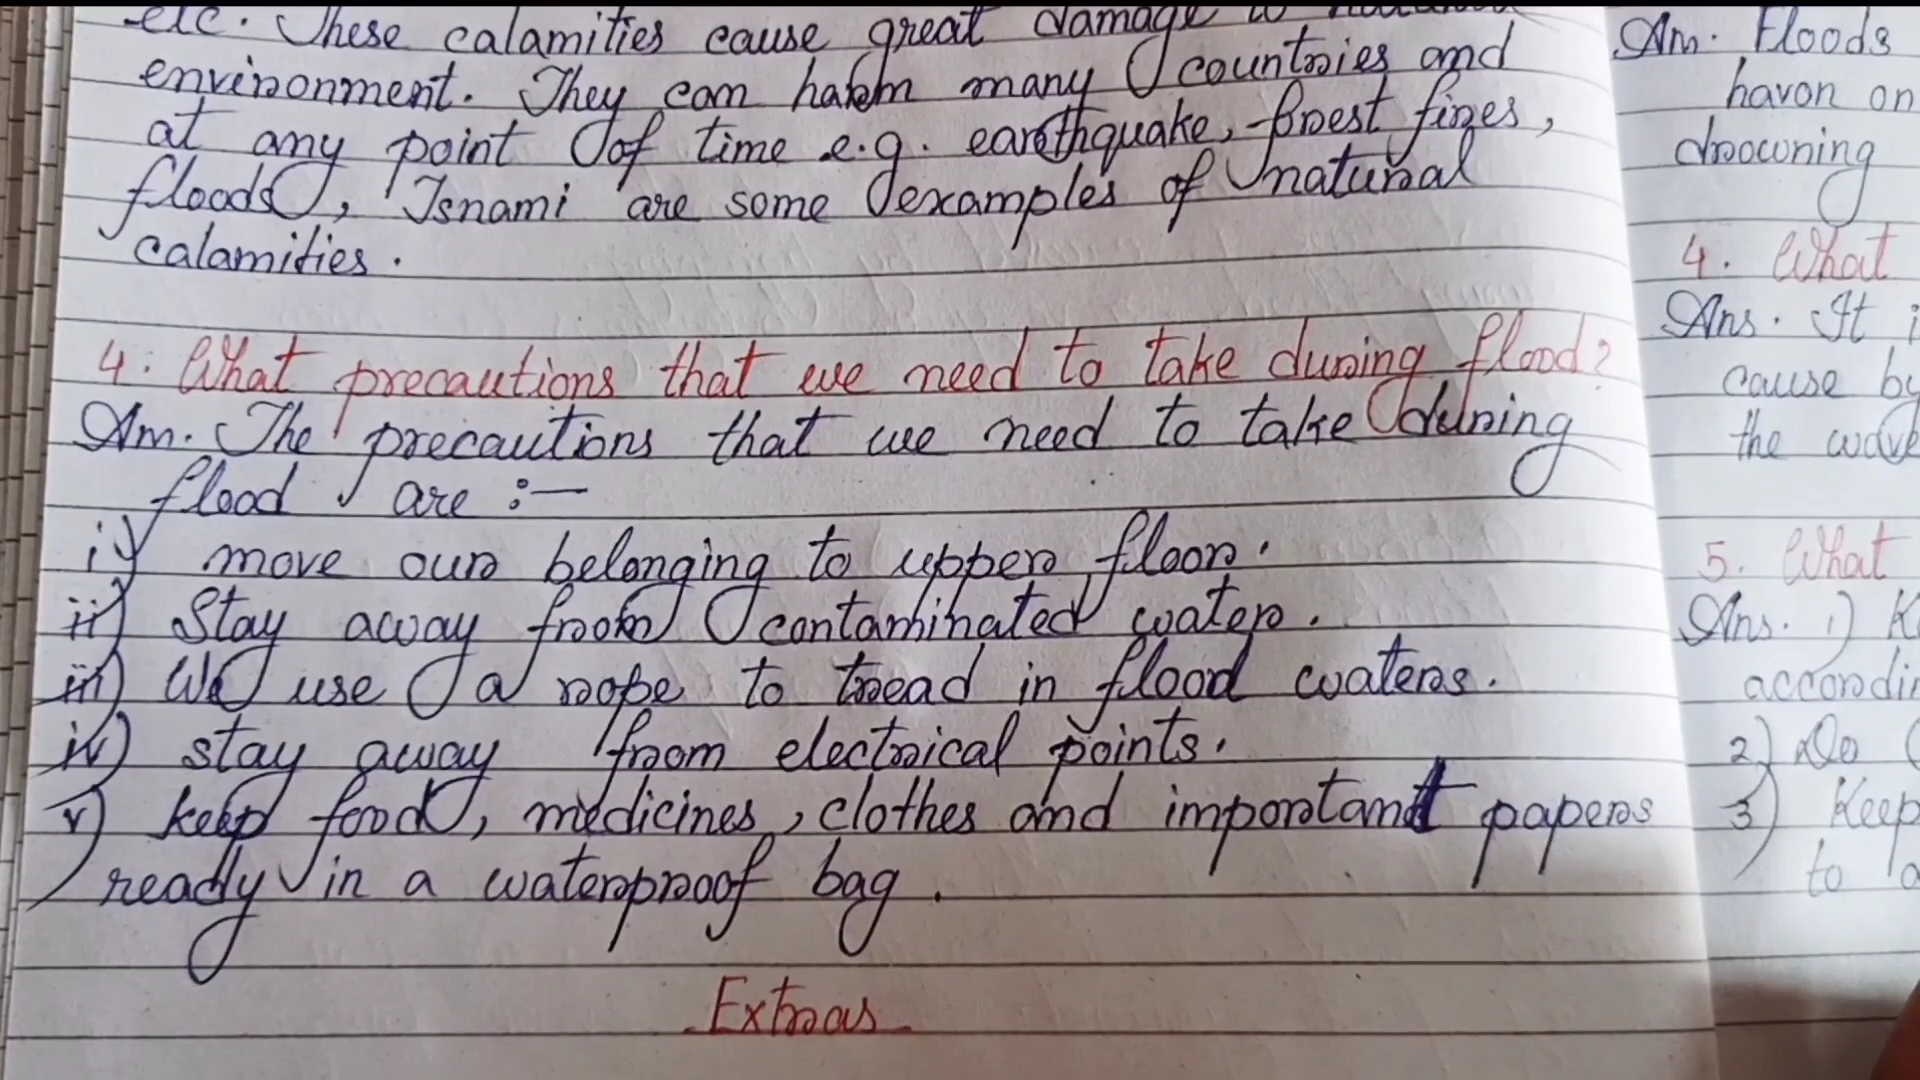 etc. These calamities cause great damage to
environment. They can harm many countries and
at any point of time e.g. earthquake, forest fires,
floods, Tsnami are some examples of natural
calamities.
4. What precautions that we need to take during flood?
Ans. The precautions that we need to take during
flood are :-
i) move our belonging to upper floor.
ii) Stay away from contaminated water.
iii) We use a rope to tread in flood waters.
iv) stay away from electrical points.
v) keep food, medicines, clothes and important papers
ready in a waterproof bag.
Extras
Ans. Floods
havon on
drowning
4. What
Ans. It
cause by
the wave
5. What
Ans. 1)
2) Do
3) Keep
to